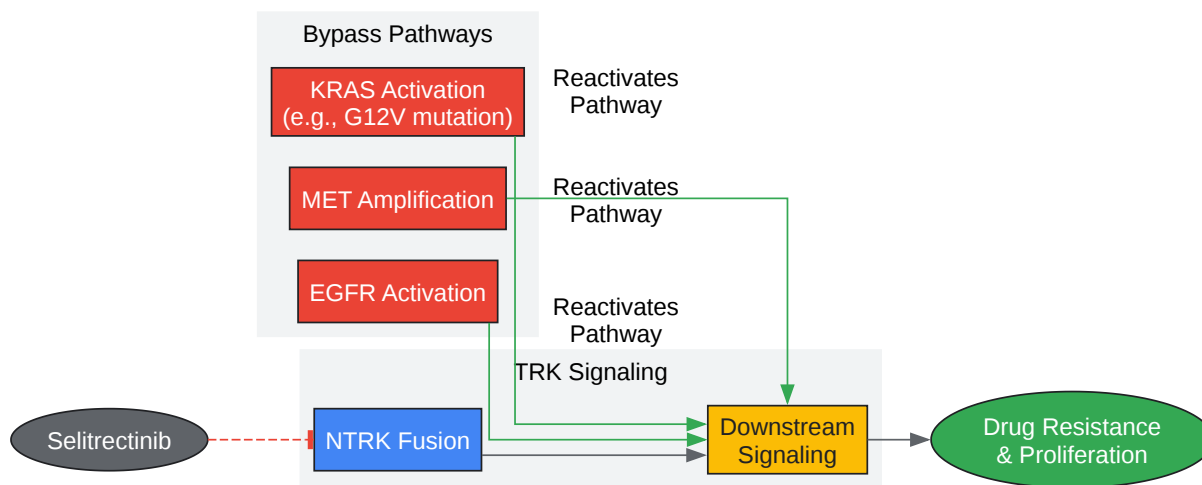 Bypass Pathways
KRAS Activation
(e.g., G12V mutation)
Reactivates
Pathway
MET Amplification
Reactivates
Pathway
EGFR Activation
Reactivates
Pathway
TRK Signaling
Selitrectinib
NTRK Fusion
Downstream
Signaling
Drug Resistance
& Proliferation